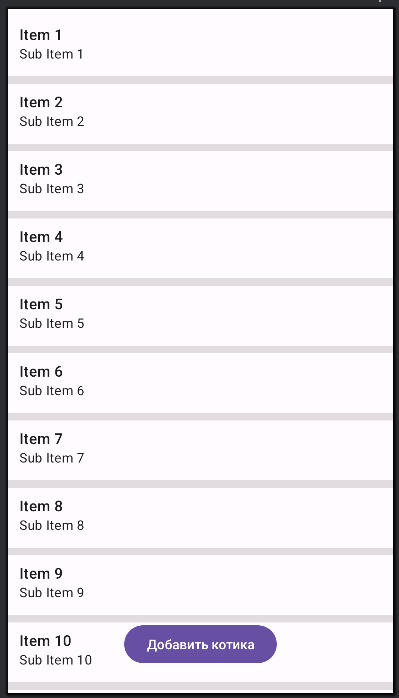 Item 1
Sub Item 1
Item 2
Sub Item 2
Item 3
Sub Item 3
Item 4
Sub Item 4
Item 5
Sub Item 5
Item 6
Sub Item 6
Item 7
Sub Item 7
Item 8
Sub Item 8
Item 9
Sub Item 9
Item 10
Sub Item 10
Добавить котика